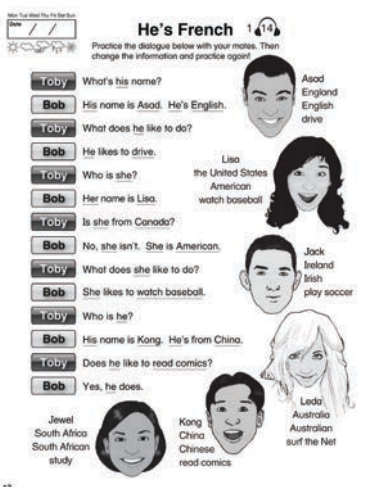 Mon Tue Wed Thu Fri Sat Sun
Date / /
He's French 1 14
Practice the dialogue below with your mates. Then
change the information and practice again!
Toby What's his name?
Bob His name is Asad. He's English.
Toby What does he like to do?
Bob He likes to drive.
Toby Who is she?
Bob Her name is Lisa.
Toby Is she from Canada?
Bob No, she isn't. She is American.
Toby What does she like to do?
Bob She likes to watch baseball.
Toby Who is he?
Bob His name is Kong. He's from China.
Toby Does he like to read comics?
Bob Yes, he does.
Asad
England
English
drive
Lisa
the United States
American
watch baseball
Jack
Ireland
Irish
play soccer
Leda
Australia
Australian
surf the Net
Kong
China
Chinese
read comics
Jewel
South Africa
South African
study